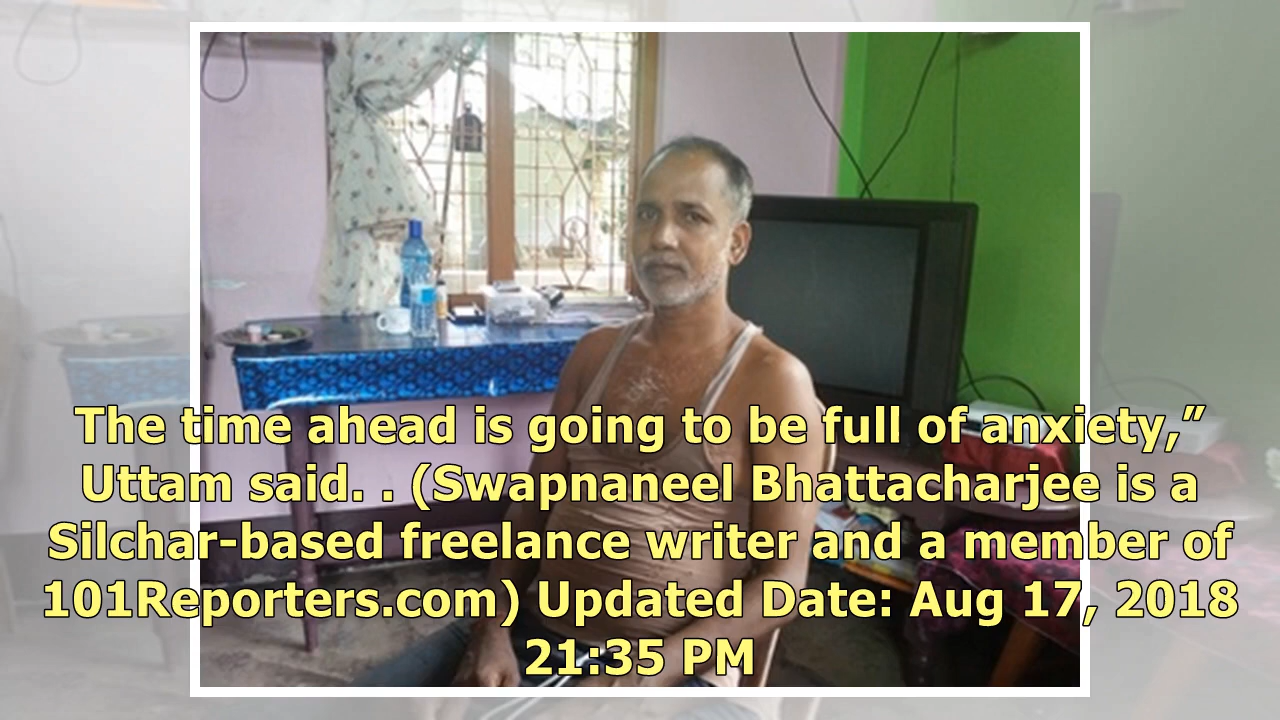 The time ahead is going to be full of anxiety,”
Uttam said. . (Swapnaneel Bhattacharjee is a
Silchar-based freelance writer and a member of
101Reporters.com) Updated Date: Aug 17, 2018
21:35 PM